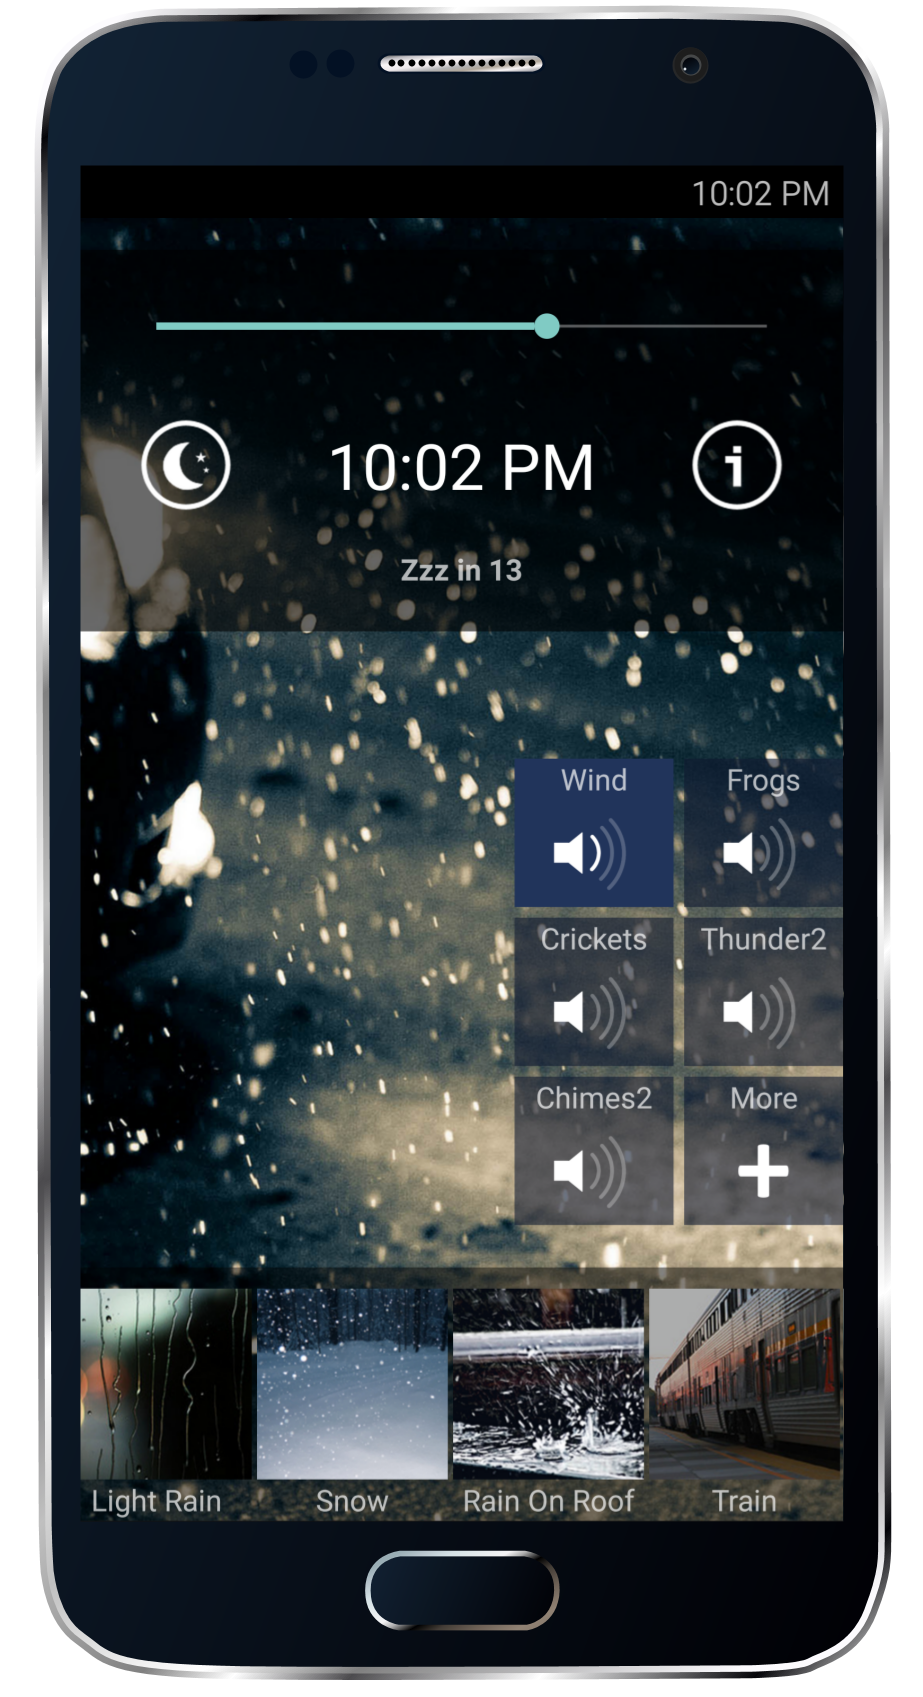 10:02 PM
10:02 PM
Zzz in 13
Wind
Frogs
Crickets
Thunder2
Chimes2
More
Light Rain
Snow
Rain On Roof
Train